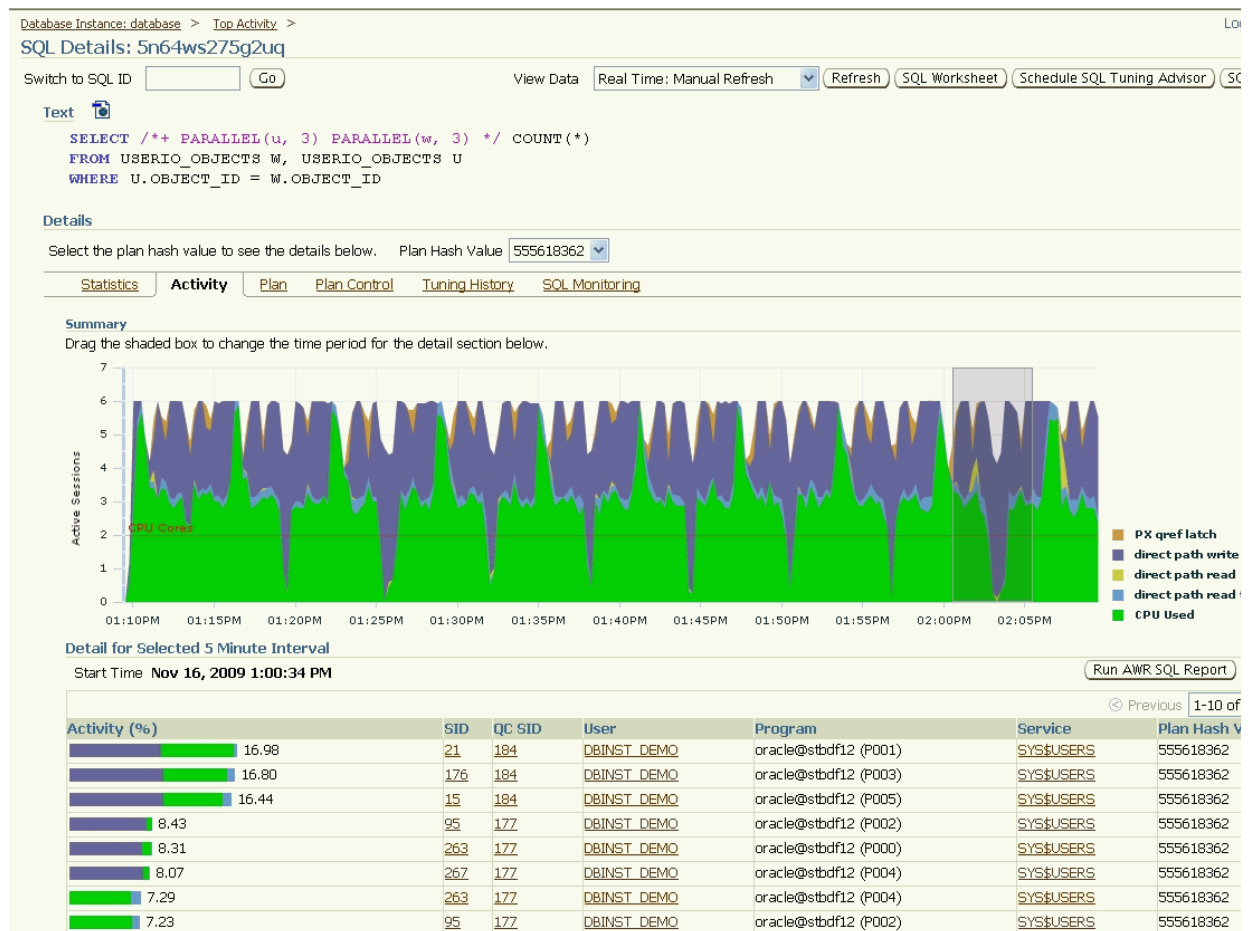 Database Instance: database > Top Activity >
SQL Details: 5n64ws275g2uq
Switch to SQL ID Go View Data Real Time: Manual Refresh Refresh SQL Worksheet Schedule SQL Tuning Advisor
Text
SELECT /*+ PARALLEL(u, 3) PARALLEL(w, 3) */ COUNT(*)
FROM USERIO_OBJECTS W, USERIO_OBJECTS U
WHERE U.OBJECT_ID = W.OBJECT_ID
Details
Select the plan hash value to see the details below. Plan Hash Value 555618362
Statistics Activity Plan Plan Control Tuning History SQL Monitoring
Summary
Drag the shaded box to change the time period for the detail section below.
7
6
5
4
3
2
1
0
Active Sessions
CPU Cores
01:10PM 01:15PM 01:20PM 01:25PM 01:30PM 01:35PM 01:40PM 01:45PM 01:50PM 01:55PM 02:00PM 02:05PM
PX qref latch
direct path write
direct path read
direct path read
CPU Used
Detail for Selected 5 Minute Interval
Start Time Nov 16, 2009 1:00:34 PM Run AWR SQL Report
Previous 1-10 of
Activity (%) SID QC SID User Program Service Plan Hash
16.98 21 184 DBINST_DEMO oracle@stbdf12 (P001) SYS$USERS 555618362
16.80 176 184 DBINST_DEMO oracle@stbdf12 (P003) SYS$USERS 555618362
16.44 15 184 DBINST_DEMO oracle@stbdf12 (P005) SYS$USERS 555618362
8.43 95 177 DBINST_DEMO oracle@stbdf12 (P002) SYS$USERS 555618362
8.31 263 177 DBINST_DEMO oracle@stbdf12 (P000) SYS$USERS 555618362
8.07 267 177 DBINST_DEMO oracle@stbdf12 (P004) SYS$USERS 555618362
7.29 263 177 DBINST_DEMO oracle@stbdf12 (P004) SYS$USERS 555618362
7.23 95 177 DBINST_DEMO oracle@stbdf12 (P002) SYS$USERS 555618362